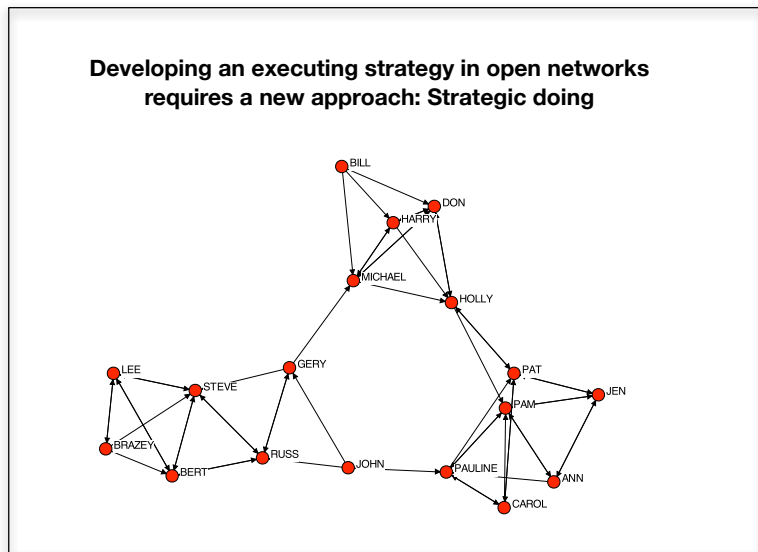 Developing an executing strategy in open networks
requires a new approach: Strategic doing
BILL
DON
HARRY
MICHAEL
HOLLY
GERY
LEE
STEVE
PAT
JEN
PAM
BRAZEY
BERT
RUSS
JOHN
PAULINE
ANN
CAROL